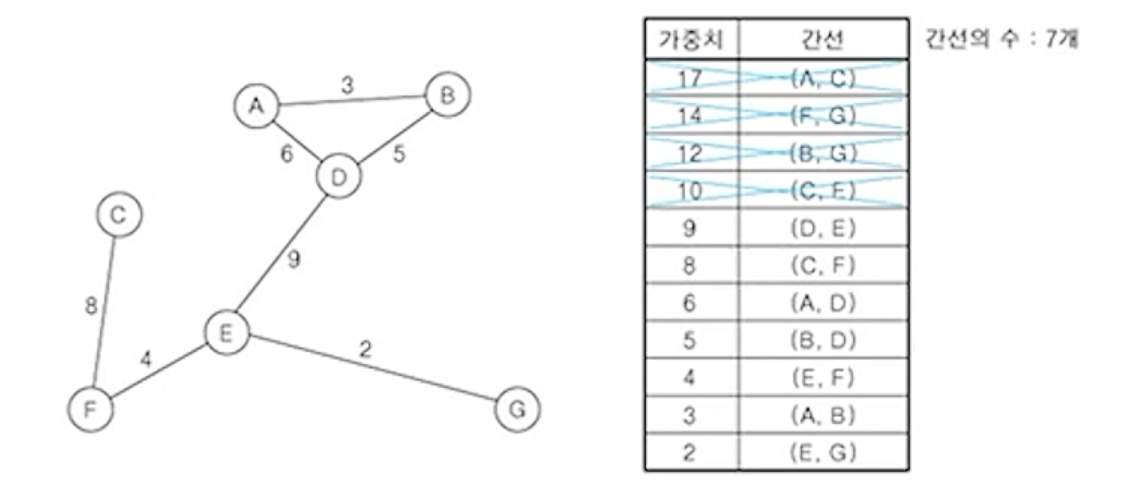 가중치 간선 간선의 수 : 7개
17 (A, C)
14 (F, G)
12 (B, G)
10 (C, E)
9 (D, E)
8 (C, F)
6 (A, D)
5 (B, D)
4 (E, F)
3 (A, B)
2 (E, G)
A
3
B
6
5
D
C
9
8
E
4
2
F
G